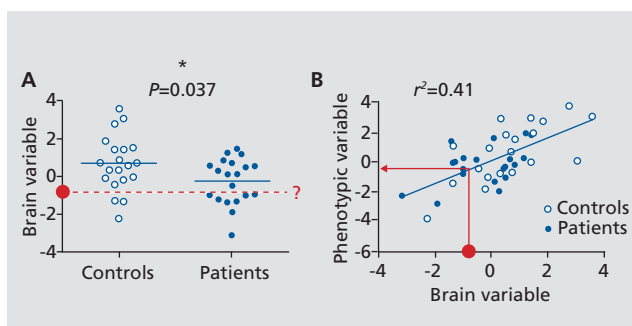 A
*
P=0.037
Brain variable
4
2
0
-2
-4
?
Controls
Patients
B
r²=0.41
Phenotypic variable
4
2
0
-2
-4
-6
Controls
Patients
-4
-2
0
2
4
Brain variable